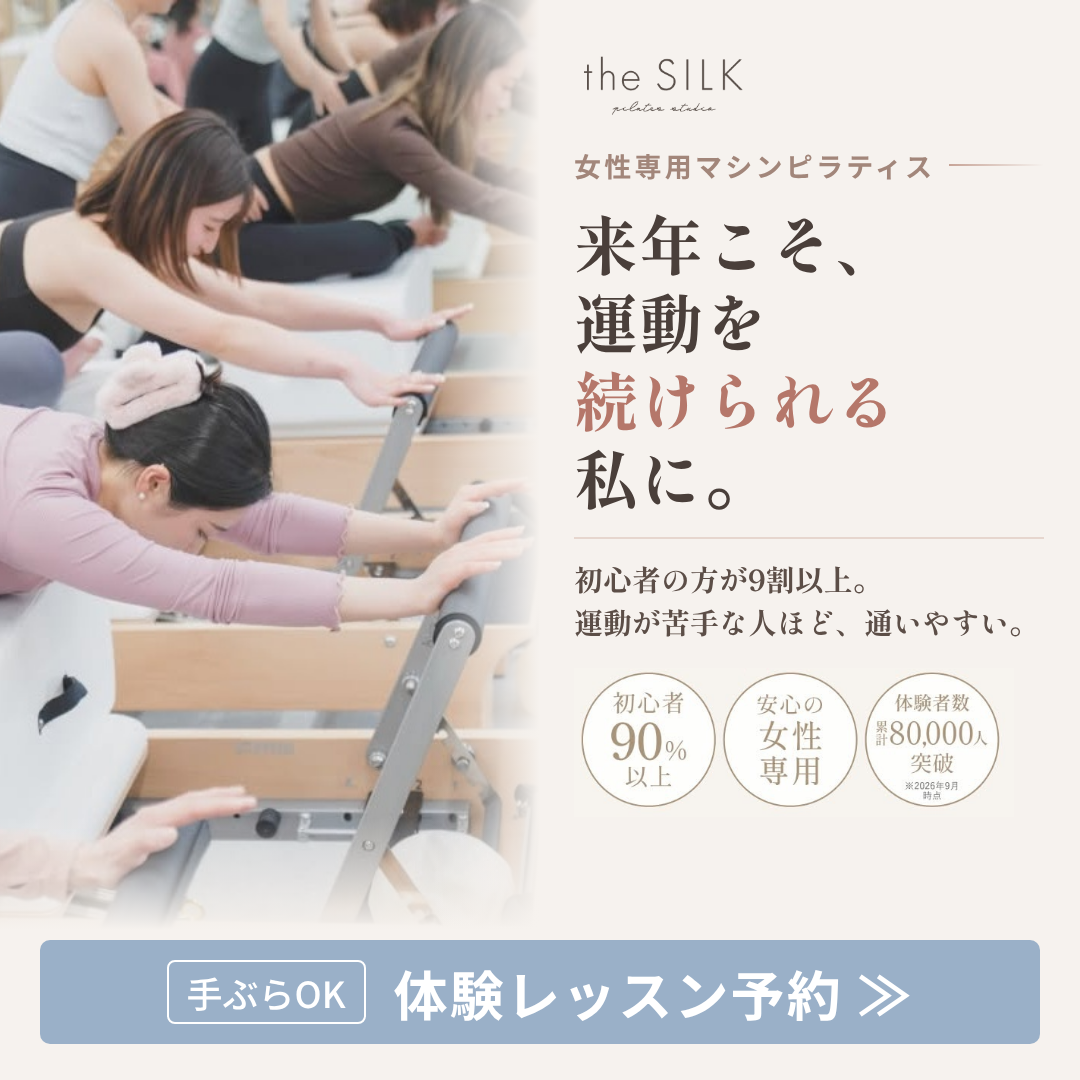 the SILK
pilates studio
女性専用マシンピラティス
来年こそ、
運動を
続けられる
私に。
初心者の方が9割以上。
運動が苦手な人ほど、通いやすい。
初心者
90%
以上
安心の
女性
専用
体験者数
累計80,000人
突破
※2026年9月
時点
手ぶらOK 体験レッスン予約 ≫